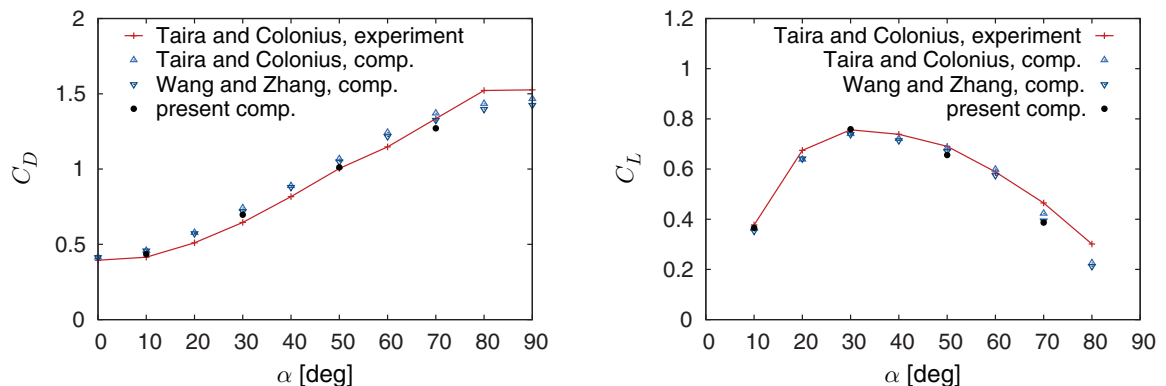 2
1.5
1
0.5
0
C_D
Taira and Colonius, experiment
Taira and Colonius, comp.
Wang and Zhang, comp.
present comp.
0 10 20 30 40 50 60 70 80 90
α [deg]
1.2
1
0.8
0.6
0.4
0.2
0
C_L
Taira and Colonius, experiment
Taira and Colonius, comp.
Wang and Zhang, comp.
present comp.
0 10 20 30 40 50 60 70 80 90
α [deg]